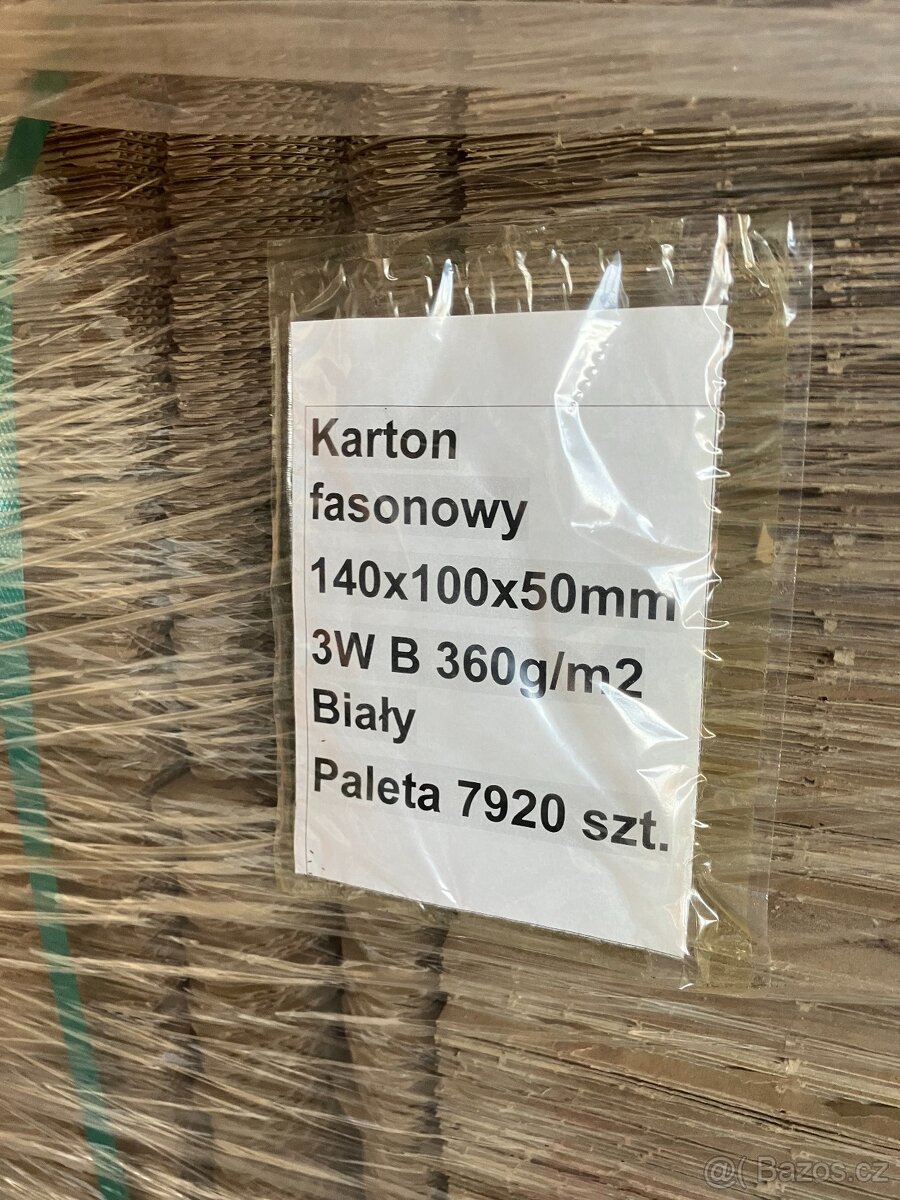 Karton
fasonowy
140x100x50mm
3W B 360g/m2
Biały
Paleta 7920 szt.
@( Bazos.cz